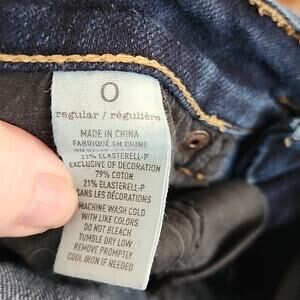 0
regular / régulière
MADE IN CHINA
FABRIQUÉ EN CHINE
21% ELASTERELL-P
EXCLUSIVE OF DECORATION
79% COTON
21% ELASTERELL-P
SANS LES DÉCORATIONS
MACHINE WASH COLD
WITH LIKE COLORS
DO NOT BLEACH
TUMBLE DRY LOW
REMOVE PROMPTLY
COOL IRON IF NEEDED